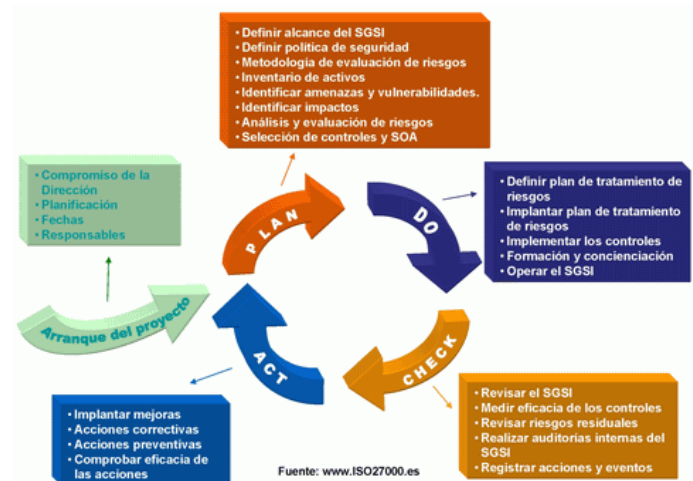 • Definir alcance del SGSI
• Definir política de seguridad
• Metodología de evaluación de riesgos
• Inventario de activos
• Identificar amenazas y vulnerabilidades.
• Identificar impactos
• Análisis y evaluación de riesgos
• Selección de controles y SOA
• Compromiso de la
Dirección
• Planificación
• Fechas
• Responsables
Arranque del proyecto
PLAN
DO
• Definir plan de tratamiento de
riesgos
• Implantar plan de tratamiento
de riesgos
• Implementar los controles
• Formación y concienciación
• Operar el SGSI
CHECK
• Revisar el SGSI
• Medir eficacia de los controles
• Revisar riesgos residuales
• Realizar auditorías internas del
SGSI
• Registrar acciones y eventos
ACT
• Implantar mejoras
• Acciones correctivas
• Acciones preventivas
• Comprobar eficacia de
las acciones
Fuente: www.ISO27000.es